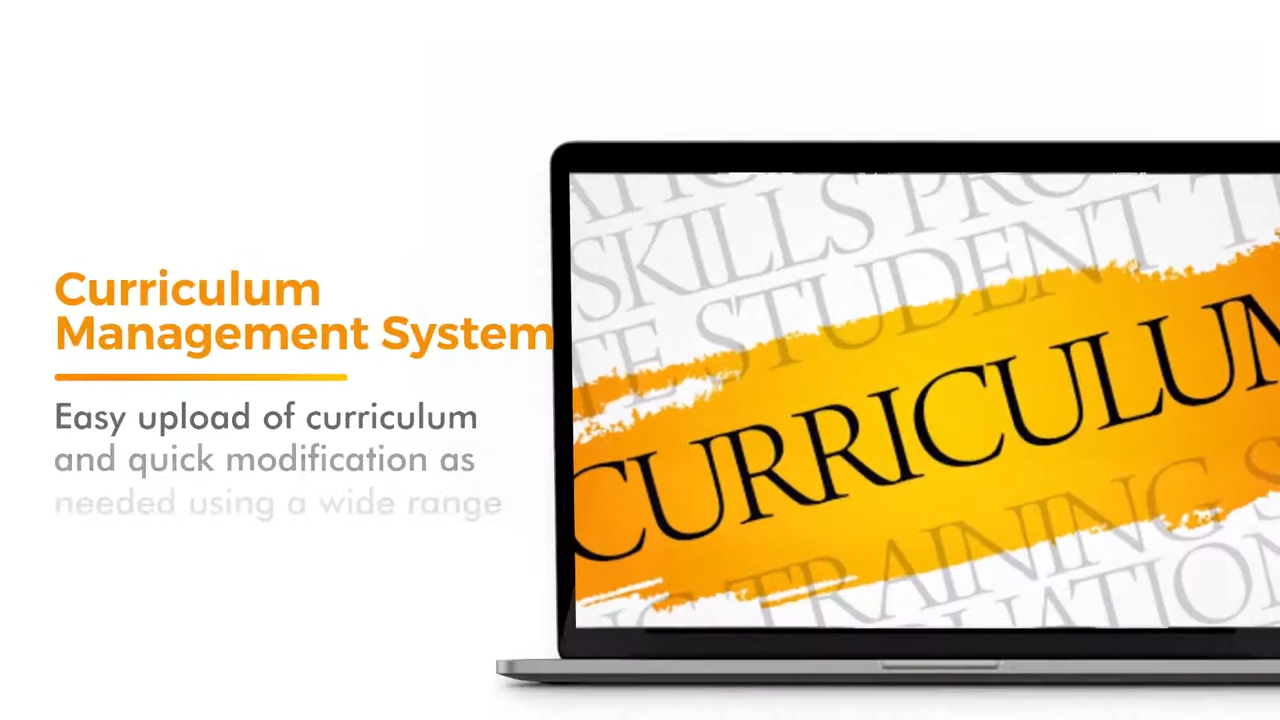 Curriculum
Management System
Easy upload of curriculum
and quick modification as
needed using a wide range
SKILLS
STUDENT
CURRICULUM
TRAINING